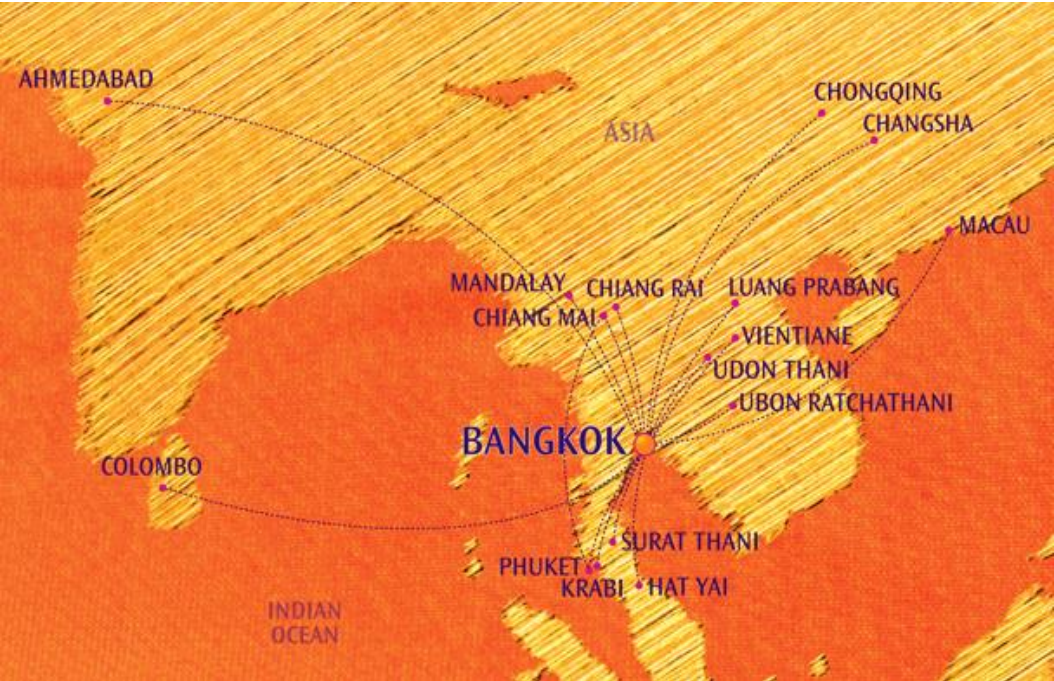 AHMEDABAD
CHONGQING
CHANGSHA
ÁSIA
MACAU
MANDALAY
CHIANG RAI
LUANG PRABANG
CHIANG MAI
VIENTIANE
UDON THANI
UBON RATCHATHANI
BANGKOK
COLOMBO
SURAT THANI
PHUKET
KRABI
HAT YAI
INDIAN
OCEAN